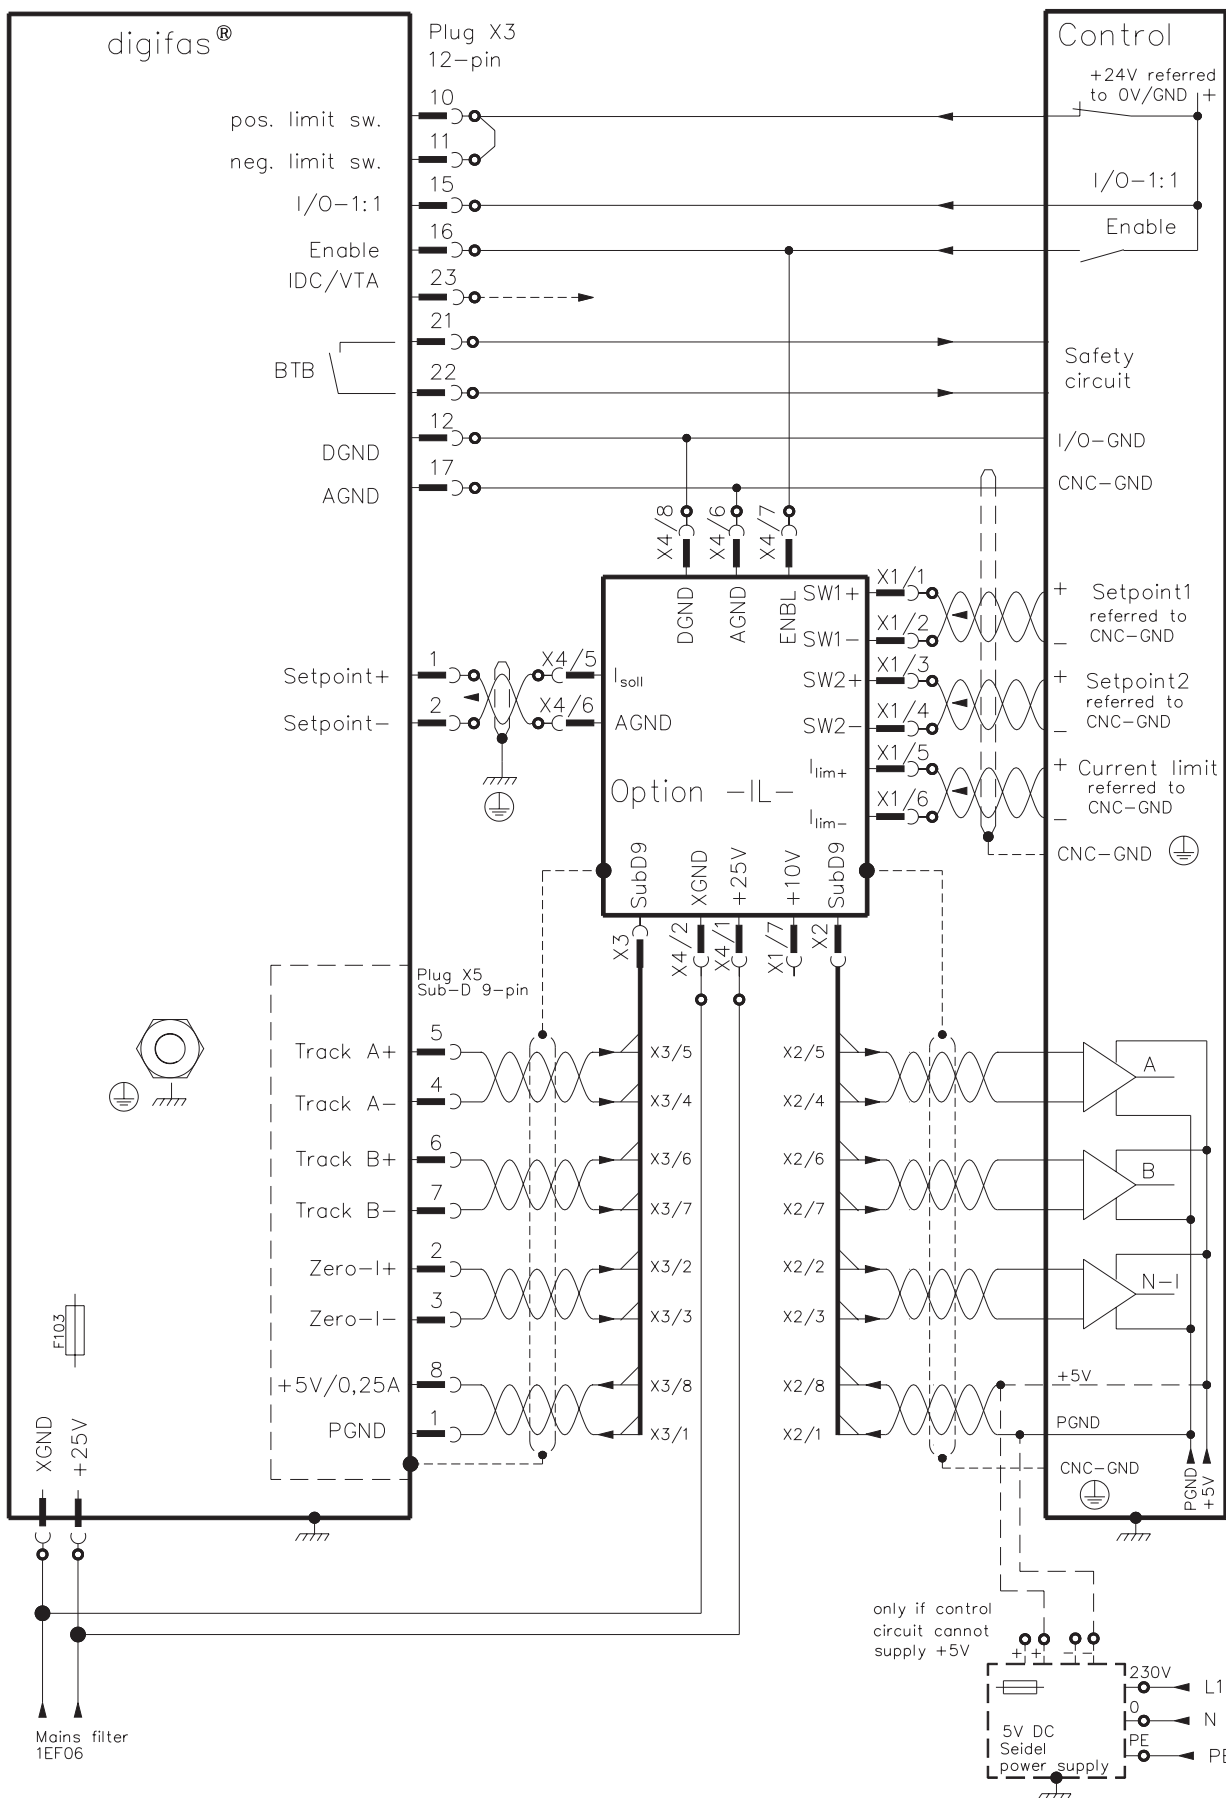 digifas®
Plug X3
12-pin
Control
+24V referred
to 0V/GND +
10
pos. limit sw.
11
neg. limit sw.
15
I/O-1:1
I/O-1:1
16
Enable
Enable
23
IDC/VTA
21
BTB
22
Safety
circuit
12
DGND
I/O-GND
17
AGND
CNC-GND
X4/8
X4/6
X4/7
DGND
AGND
ENBL
SW1+
X1/1
+
Setpoint1
referred to
CNC-GND
SW1-
X1/2
-
SW2+
X1/3
+
Setpoint2
referred to
CNC-GND
SW2-
X1/4
-
Ilim+
X1/5
+
Current limit
referred to
CNC-GND
Ilim-
X1/6
-
CNC-GND
Setpoint+
1
X4/5
Isoll
Setpoint-
2
X4/6
AGND
Option -IL-
SubD9
XGND
+25V
+10V
SubD9
X3
X4/2
X4/1
X1/7
X2
Plug X5
Sub-D 9-pin
Track A+
5
X3/5
X2/5
A
Track A-
4
X3/4
X2/4
Track B+
6
X3/6
X2/6
B
Track B-
7
X3/7
X2/7
Zero-I+
2
X3/2
X2/2
N-I
Zero-I-
3
X3/3
X2/3
F103
+5V/0,25A
8
X3/8
X2/8
+5V
PGND
1
X3/1
X2/1
PGND
CNC-GND
PGND
+5V
XGND
+25V
Mains filter
1EF06
only if control
circuit cannot
supply +5V
+ + - -
230V
L1
0
N
PE
PE
5V DC
Seidel
power supply